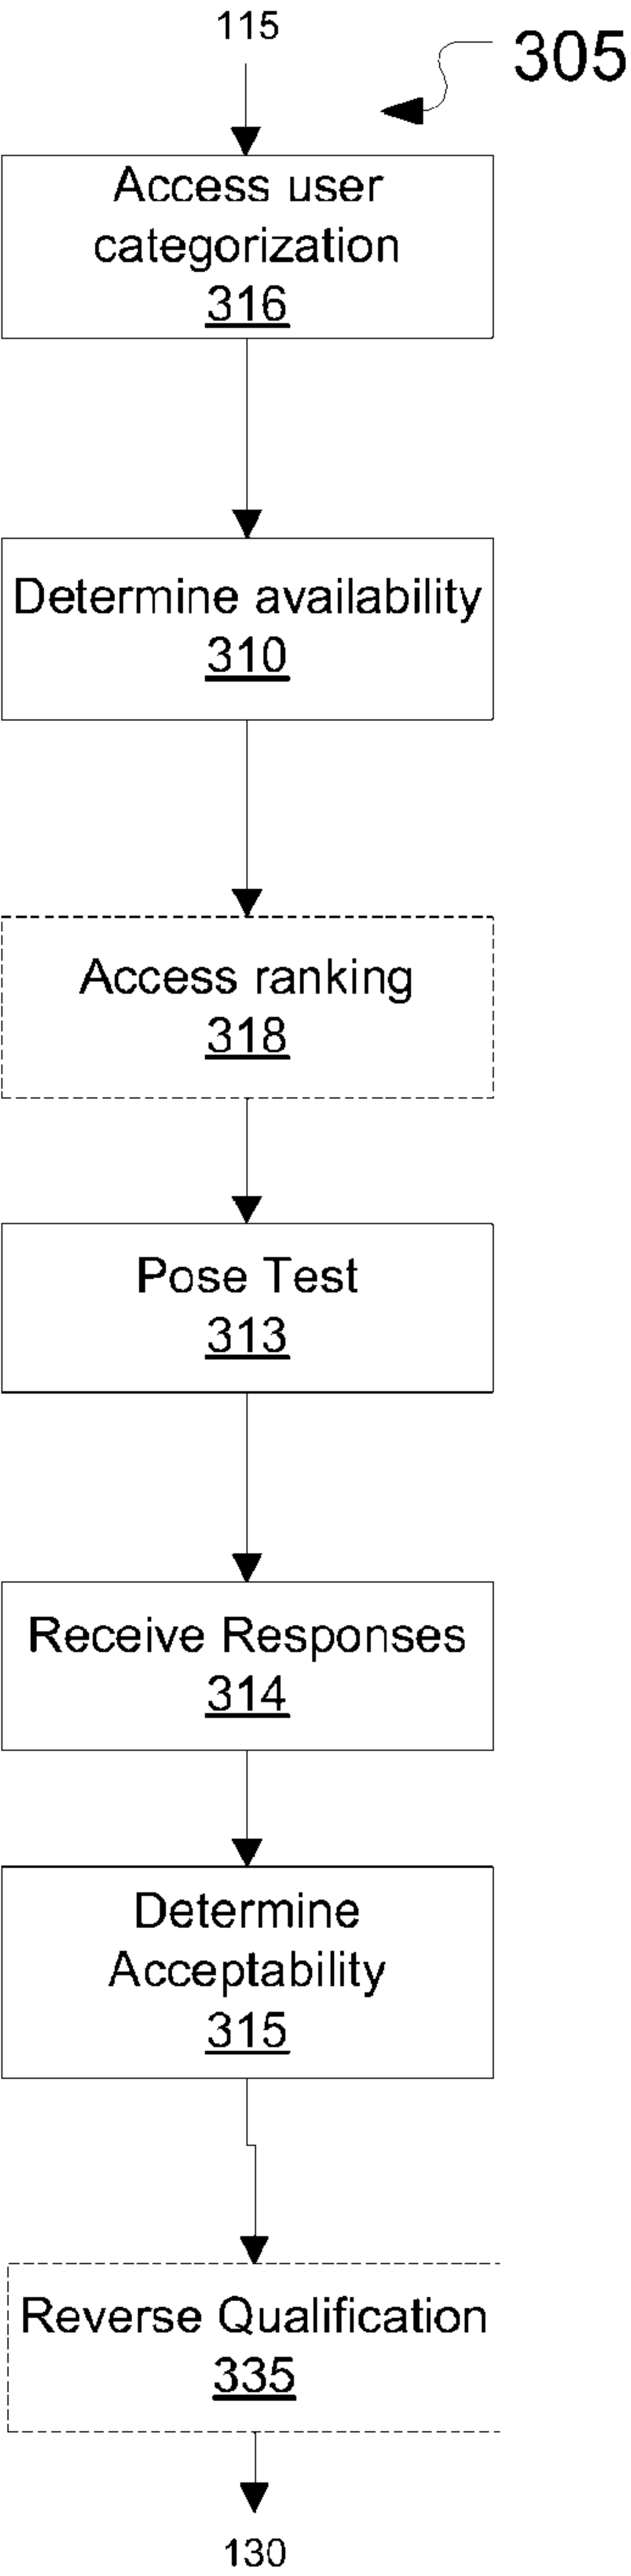 115
305
Access user
categorization
316
Determine availability
310
Access ranking
318
Pose Test
313
Receive Responses
314
Determine
Acceptability
315
Reverse Qualification
335
130